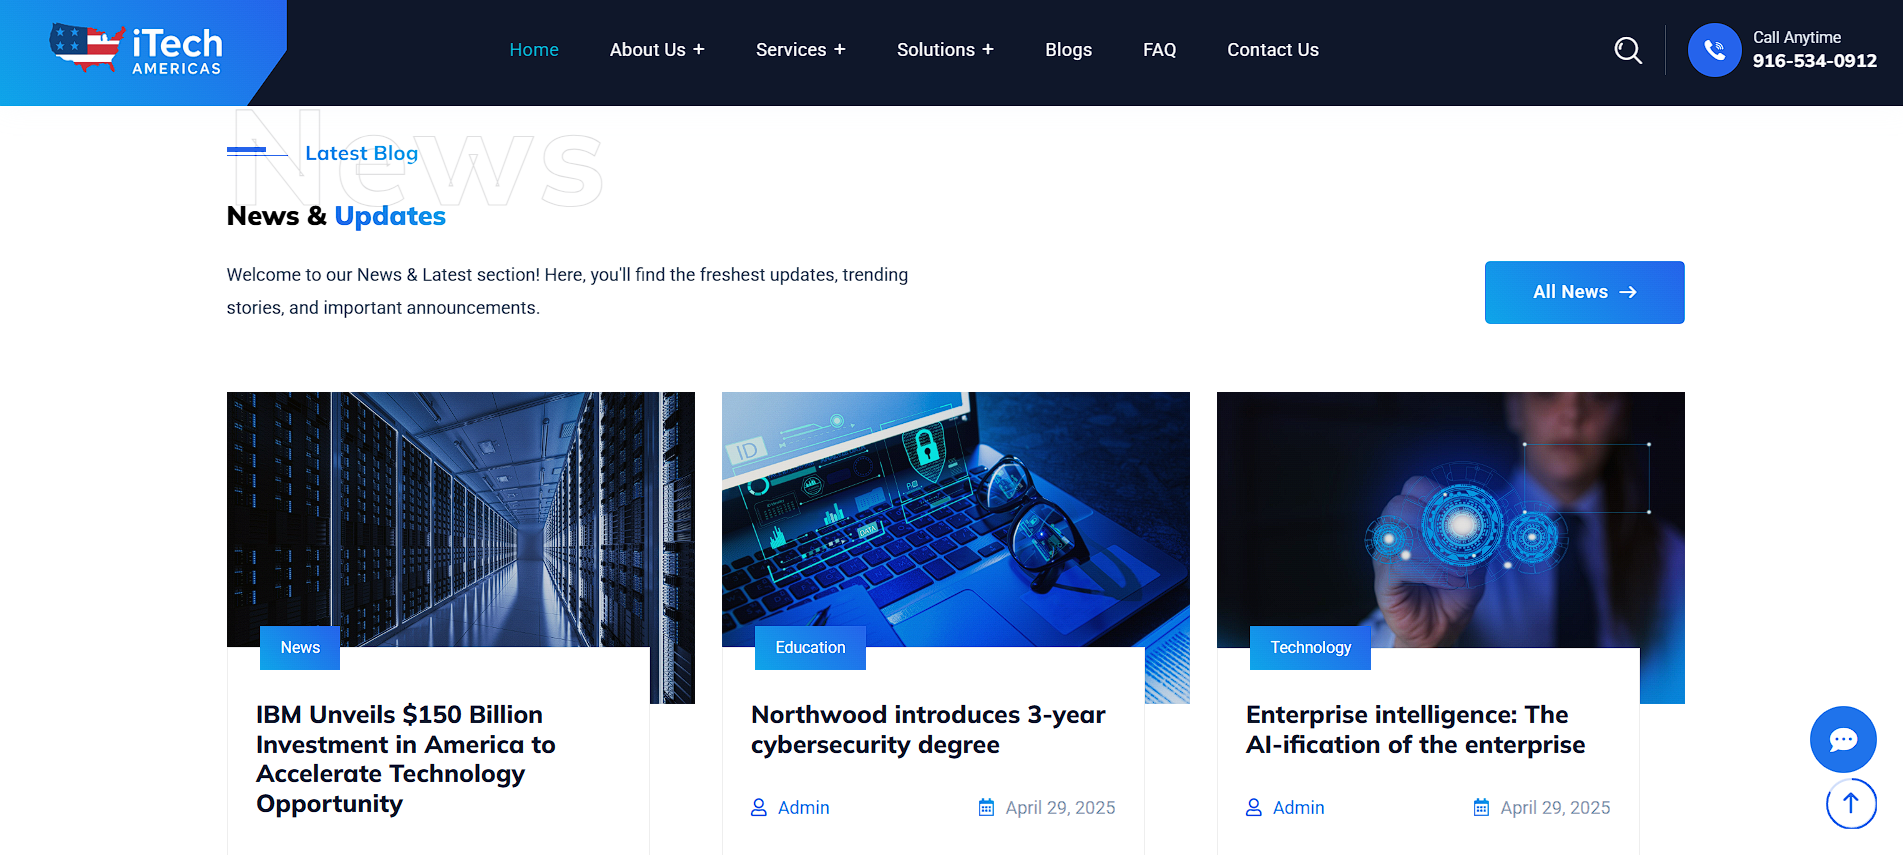 iTech
AMERICAS
Home
About Us +
Services +
Solutions +
Blogs
FAQ
Contact Us
Call Anytime
916-534-0912
News
Latest Blog
News & Updates
Welcome to our News & Latest section! Here, you'll find the freshest updates, trending
stories, and important announcements.
All News
ID
DATA
News
IBM Unveils $150 Billion
Investment in America to
Accelerate Technology
Opportunity
Education
Northwood introduces 3-year
cybersecurity degree
Admin
April 29, 2025
Technology
Enterprise intelligence: The
AI-ification of the enterprise
Admin
April 29, 2025